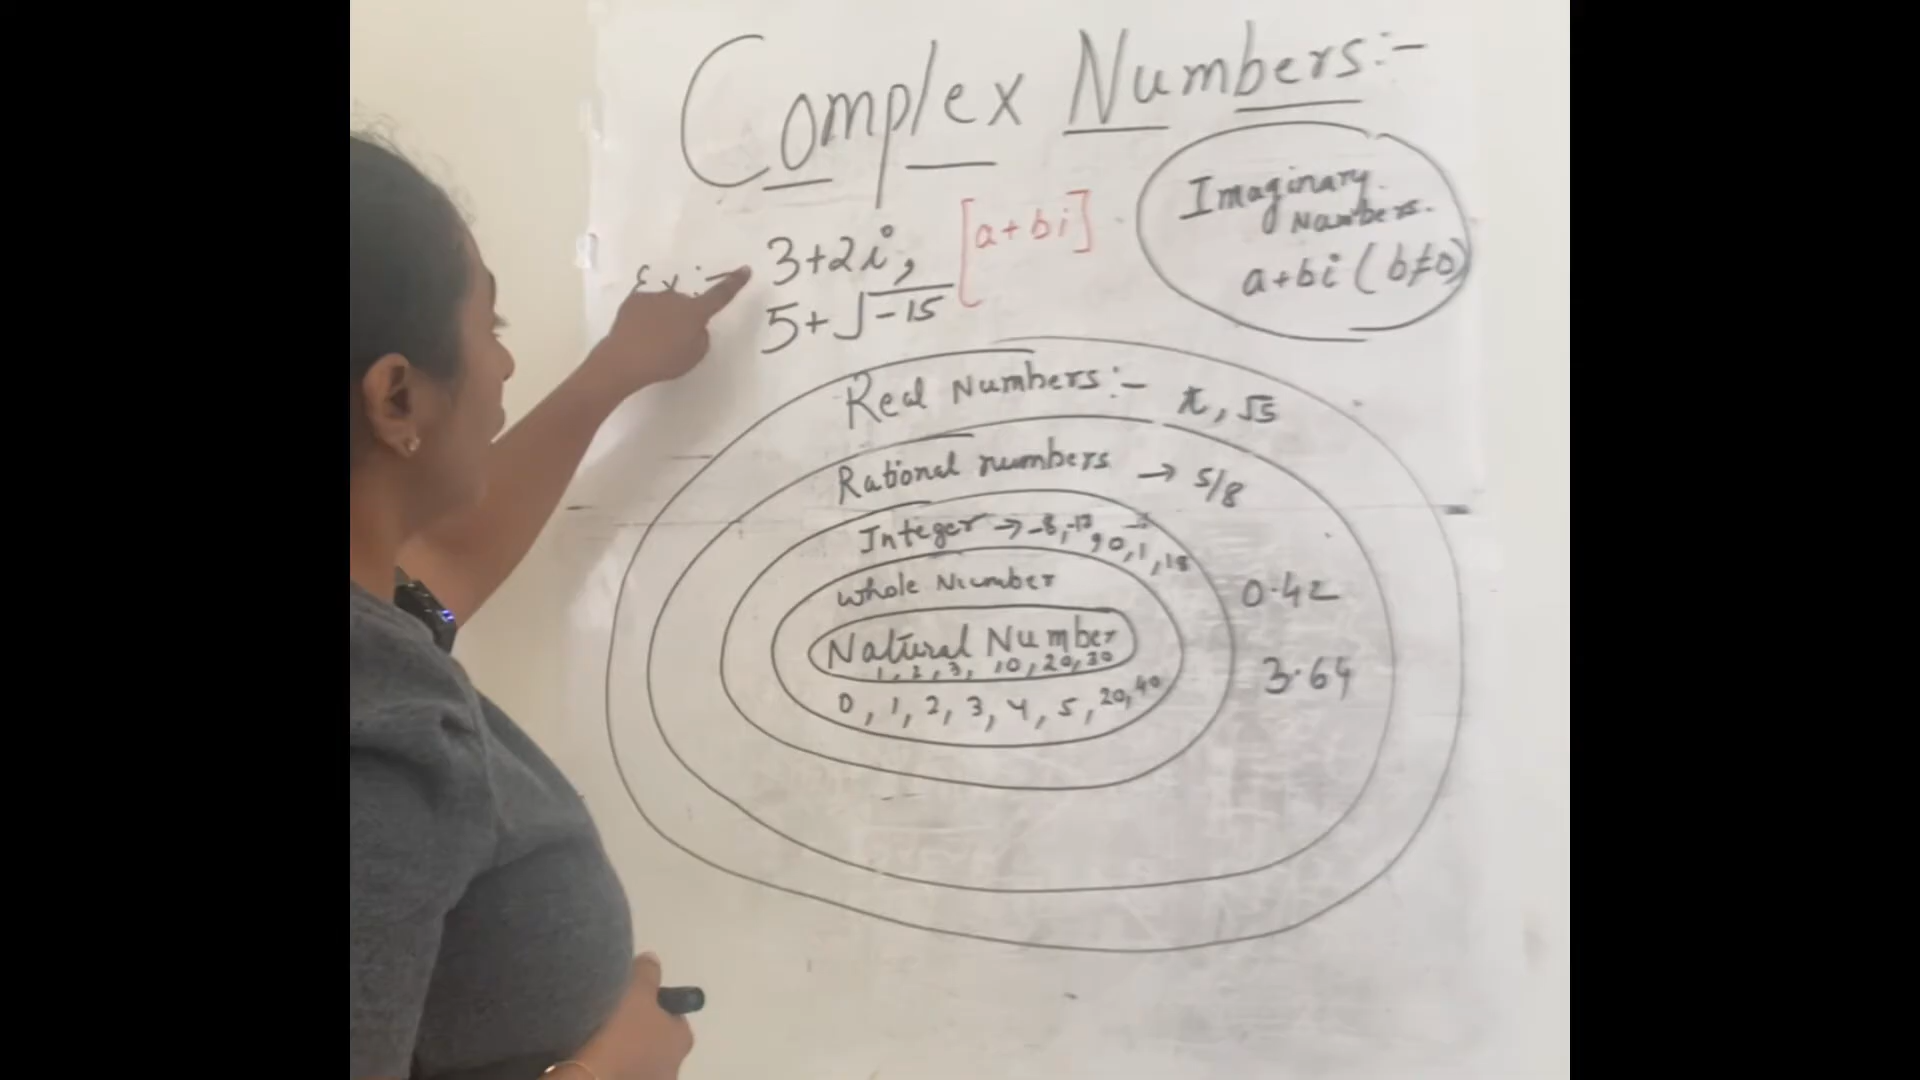 Complex Numbers:-
Imaginary
Numbers.
a+bi (b≠0)
Ex:- 3+2i, [a+bi]
5+√-15
Real Numbers:- π, √5
Rational numbers → 5/8
Integer → -8, 0, 1, 18
Whole Number
0.42
Natural Number
1, 2, 3, 10, 20, 30
3.64
0, 1, 2, 3, 4, 5, 20, 40